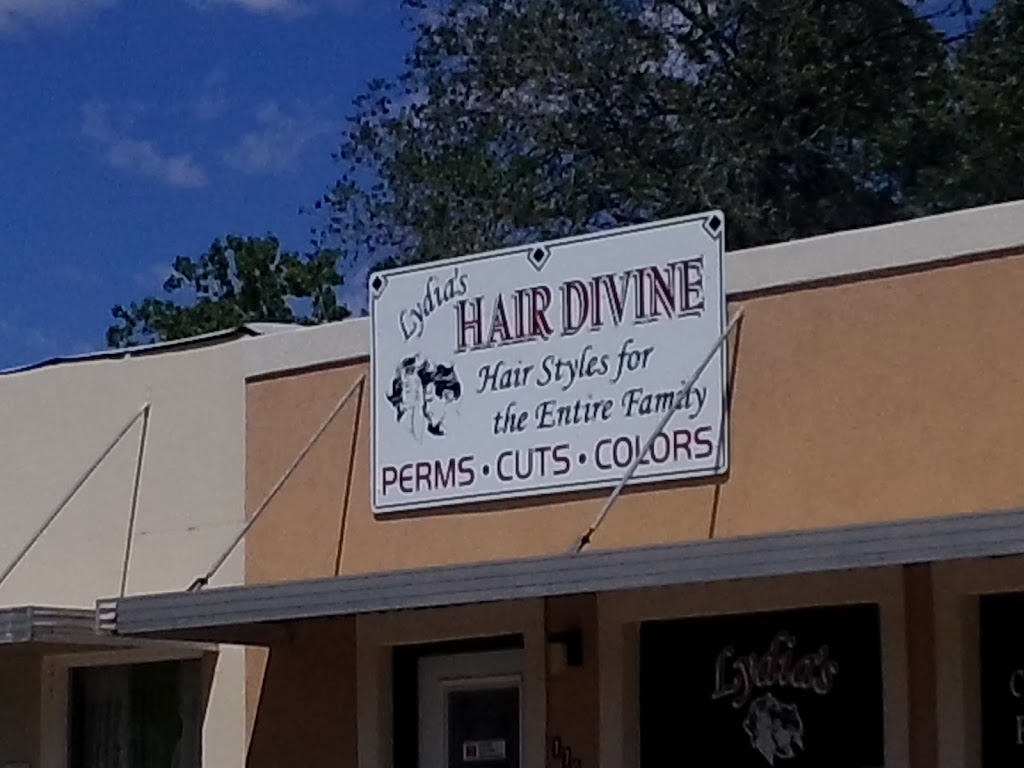 Lydia's
HAIR DIVINE
Hair Styles for
the Entire Family
PERMS • CUTS • COLORS
Lydia's